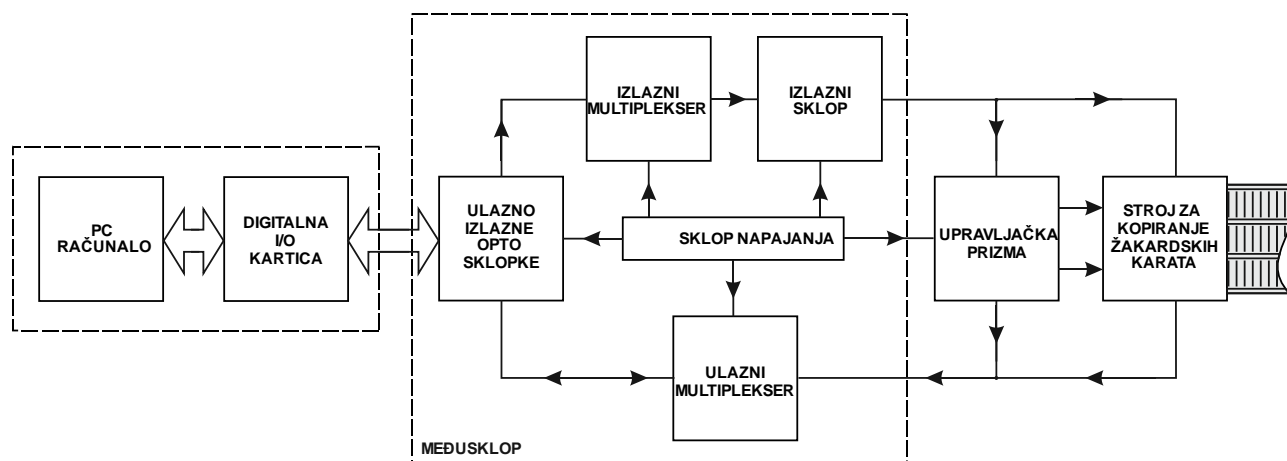 IZLAZNI
MULTIPLEKSER
IZLAZNI
SKLOP
PC
RAČUNALO
DIGITALNA
I/O
KARTICA
ULAZNO
IZLAZNE
OPTO
SKLOPKE
SKLOP NAPAJANJA
UPRAVLJAČKA
PRIZMA
STROJ ZA
KOPIRANJE
ŽAKARDSKIH
KARATA
ULAZNI
MULTIPLEKSER
MEĐUSKLOP